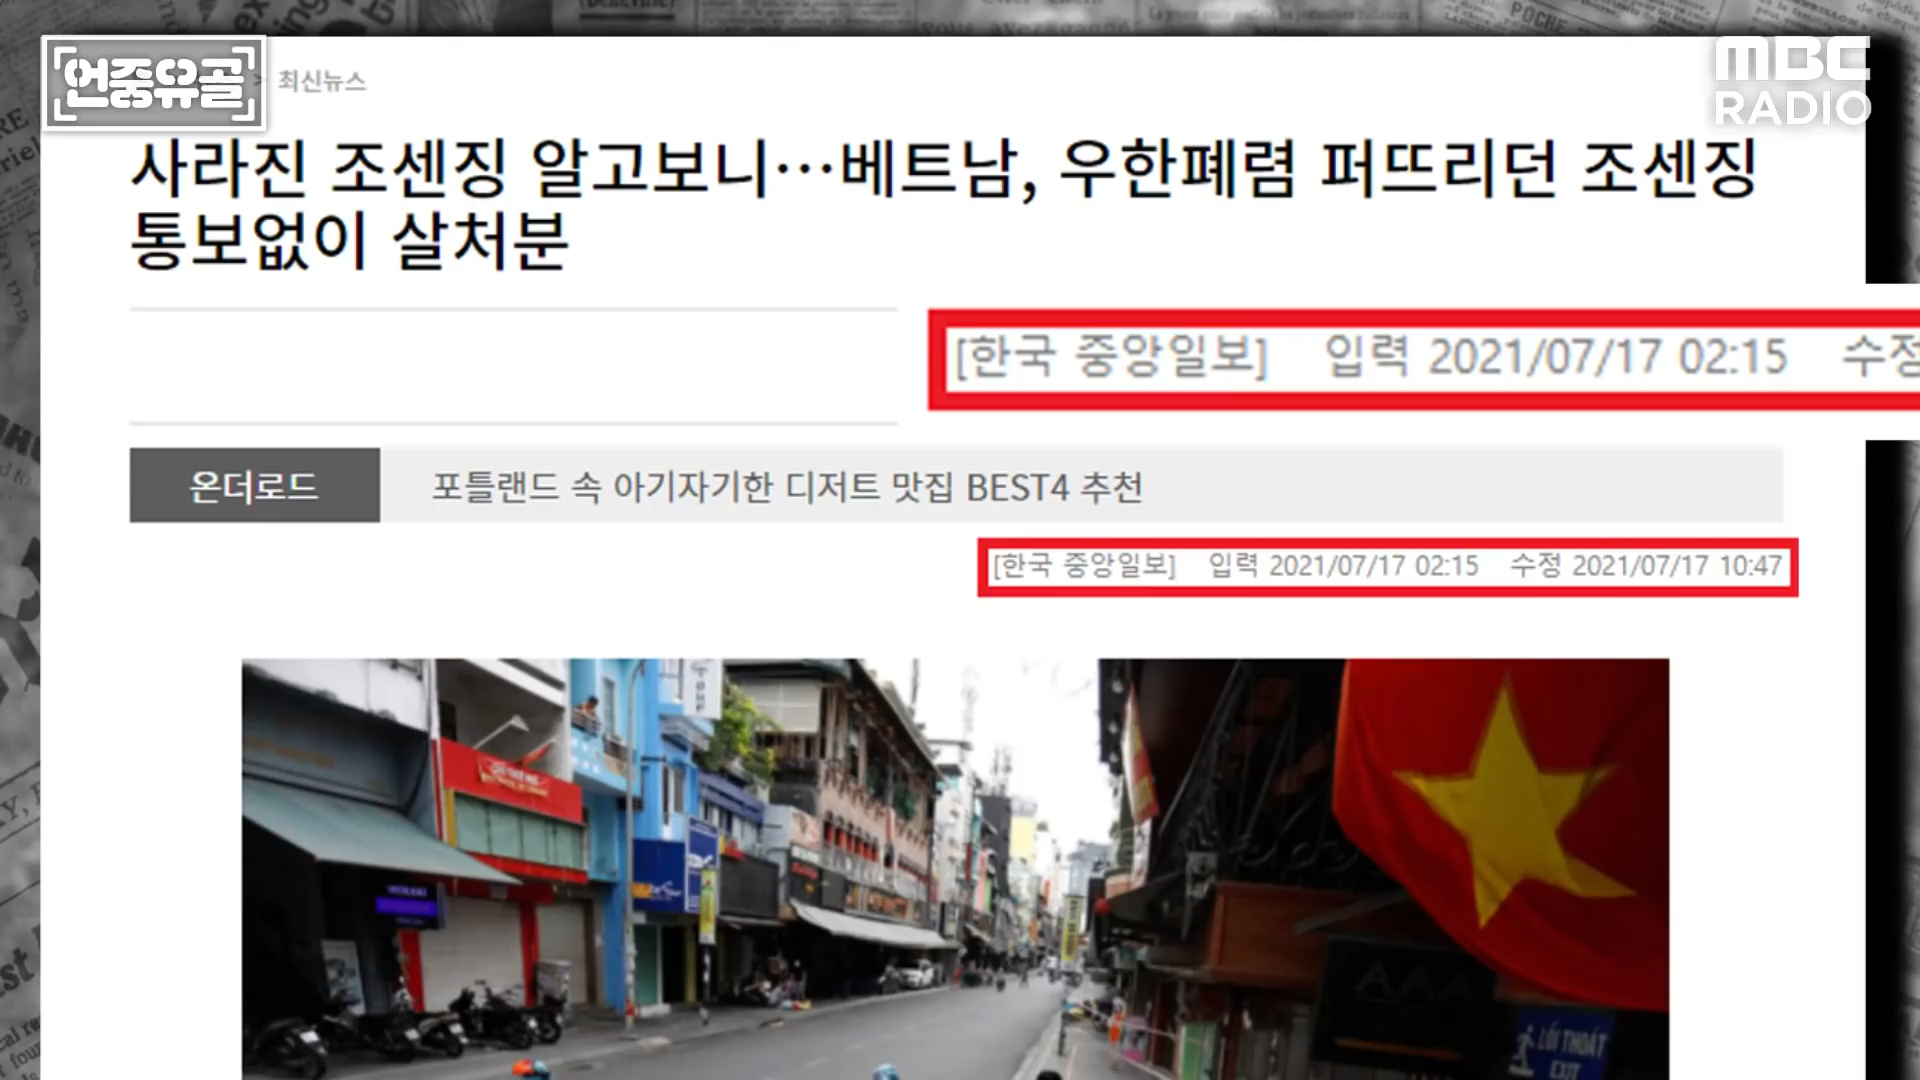 언중유골
> 최신뉴스
MBC
RADIO
사라진 조센징 알고보니…베트남, 우한폐렴 퍼뜨리던 조센징
통보없이 살처분
[한국 중앙일보] 입력 2021/07/17 02:15 수정
온더로드 포틀랜드 속 아기자기한 디저트 맛집 BEST4 추천
[한국 중앙일보] 입력 2021/07/17 02:15 수정 2021/07/17 10:47
LỐI THOÁT
EXIT